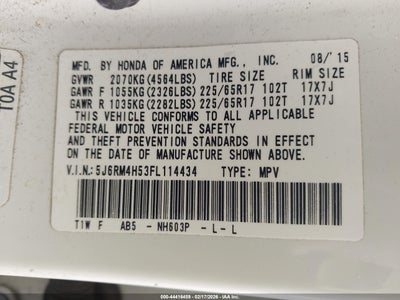 MFD. BY HONDA OF AMERICA MFG., INC. 08/'15
GVWR 2070KG(4564LBS) TIRE SIZE RIM SIZE
GAWR F 1055KG(2326LBS) 225/65R17 102T 17X7J
GAWR R 1035KG(2282LBS) 225/65R17 102T 17X7J
THIS VEHICLE CONFORMS TO ALL APPLICABLE
FEDERAL MOTOR VEHICLE SAFETY
AND THEFT PREVENTION STANDARDS IN EFFECT ON
THE DATE OF MANUFACTURE SHOWN ABOVE.
V.I.N.:5J6RM4H53FL114434 TYPE: MPV
T1W F AB5 - NH603P - L - L
T0A A4
000-44416459 - 02/17/2026 - IAA Inc.